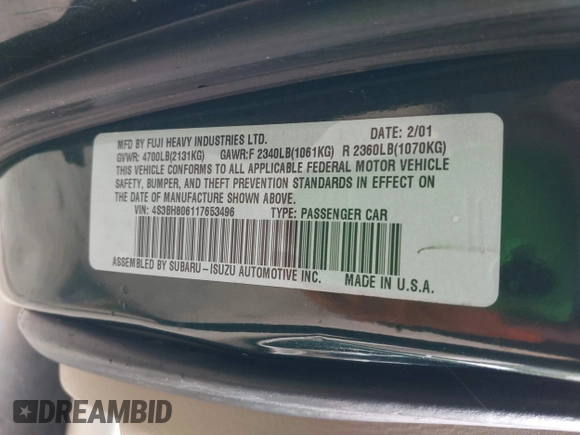 MFD BY FUJI HEAVY INDUSTRIES LTD. DATE: 2/01
GVWR: 4700LB(2131KG) GAWR:F 2340LB(1061KG) R 2360LB(1070KG)
THIS VEHICLE CONFORMS TO ALL APPLICABLE FEDERAL MOTOR VEHICLE
SAFETY, BUMPER, AND THEFT PREVENTION STANDARDS IN EFFECT ON
THE DATE OF MANUFACTURE SHOWN ABOVE.
VIN: 4S3BH806117653496 TYPE: PASSENGER CAR
ASSEMBLED BY SUBARU-ISUZU AUTOMOTIVE INC. MADE IN U.S.A.
DREAMBID